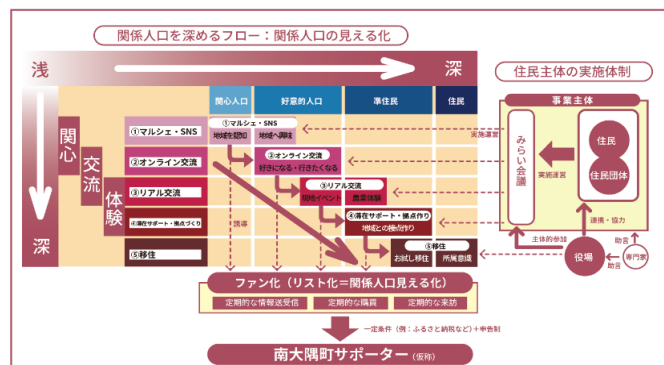 関係人口を深めるフロー：関係人口の見える化
浅
深
住民主体の実施体制
関心人口
好意的人口
準住民
住民
事業主体
関心
交流
体験
深
①マルシェ・SNS
①マルシェ・SNS
地域を認知
地域へ興味
実施運営
②オンライン交流
②オンライン交流
好きになる・行きたくなる
③リアル交流
③リアル交流
現地イベント
農業体験
④滞在サポート・拠点づくり
④滞在サポート・拠点作り
地域との接点作り
⑤移住
⑤移住
お試し移住
所属意識
誘導
みらい会議
実施運営
住民
住民団体
連携・協力
主体的参加
役場
助言
助言
専門家
ファン化（リスト化＝関係人口見える化）
定期的な情報送受信
定期的な購買
定期的な来訪
一定条件（例：ふるさと納税など）＋申告制
南大隅町サポーター（仮称）